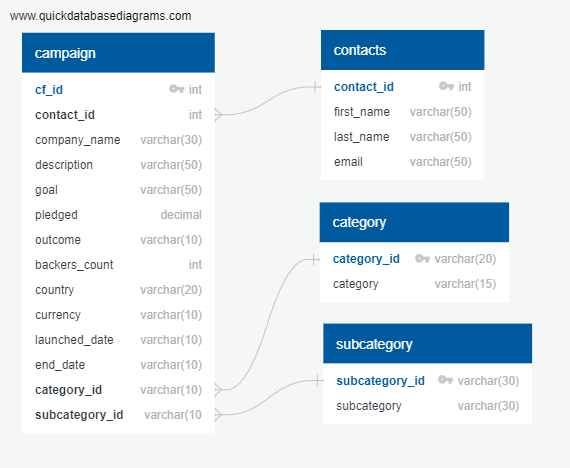 www.quickdatabasediagrams.com
campaign
cf_id int
contact_id int
company_name varchar(30)
description varchar(50)
goal varchar(50)
pledged decimal
outcome varchar(10)
backers_count int
country varchar(20)
currency varchar(10)
launched_date varchar(10)
end_date varchar(10)
category_id varchar(10)
subcategory_id varchar(10
contacts
contact_id int
first_name varchar(50)
last_name varchar(50)
email varchar(50)
category
category_id varchar(20)
category varchar(15)
subcategory
subcategory_id varchar(30)
subcategory varchar(30)